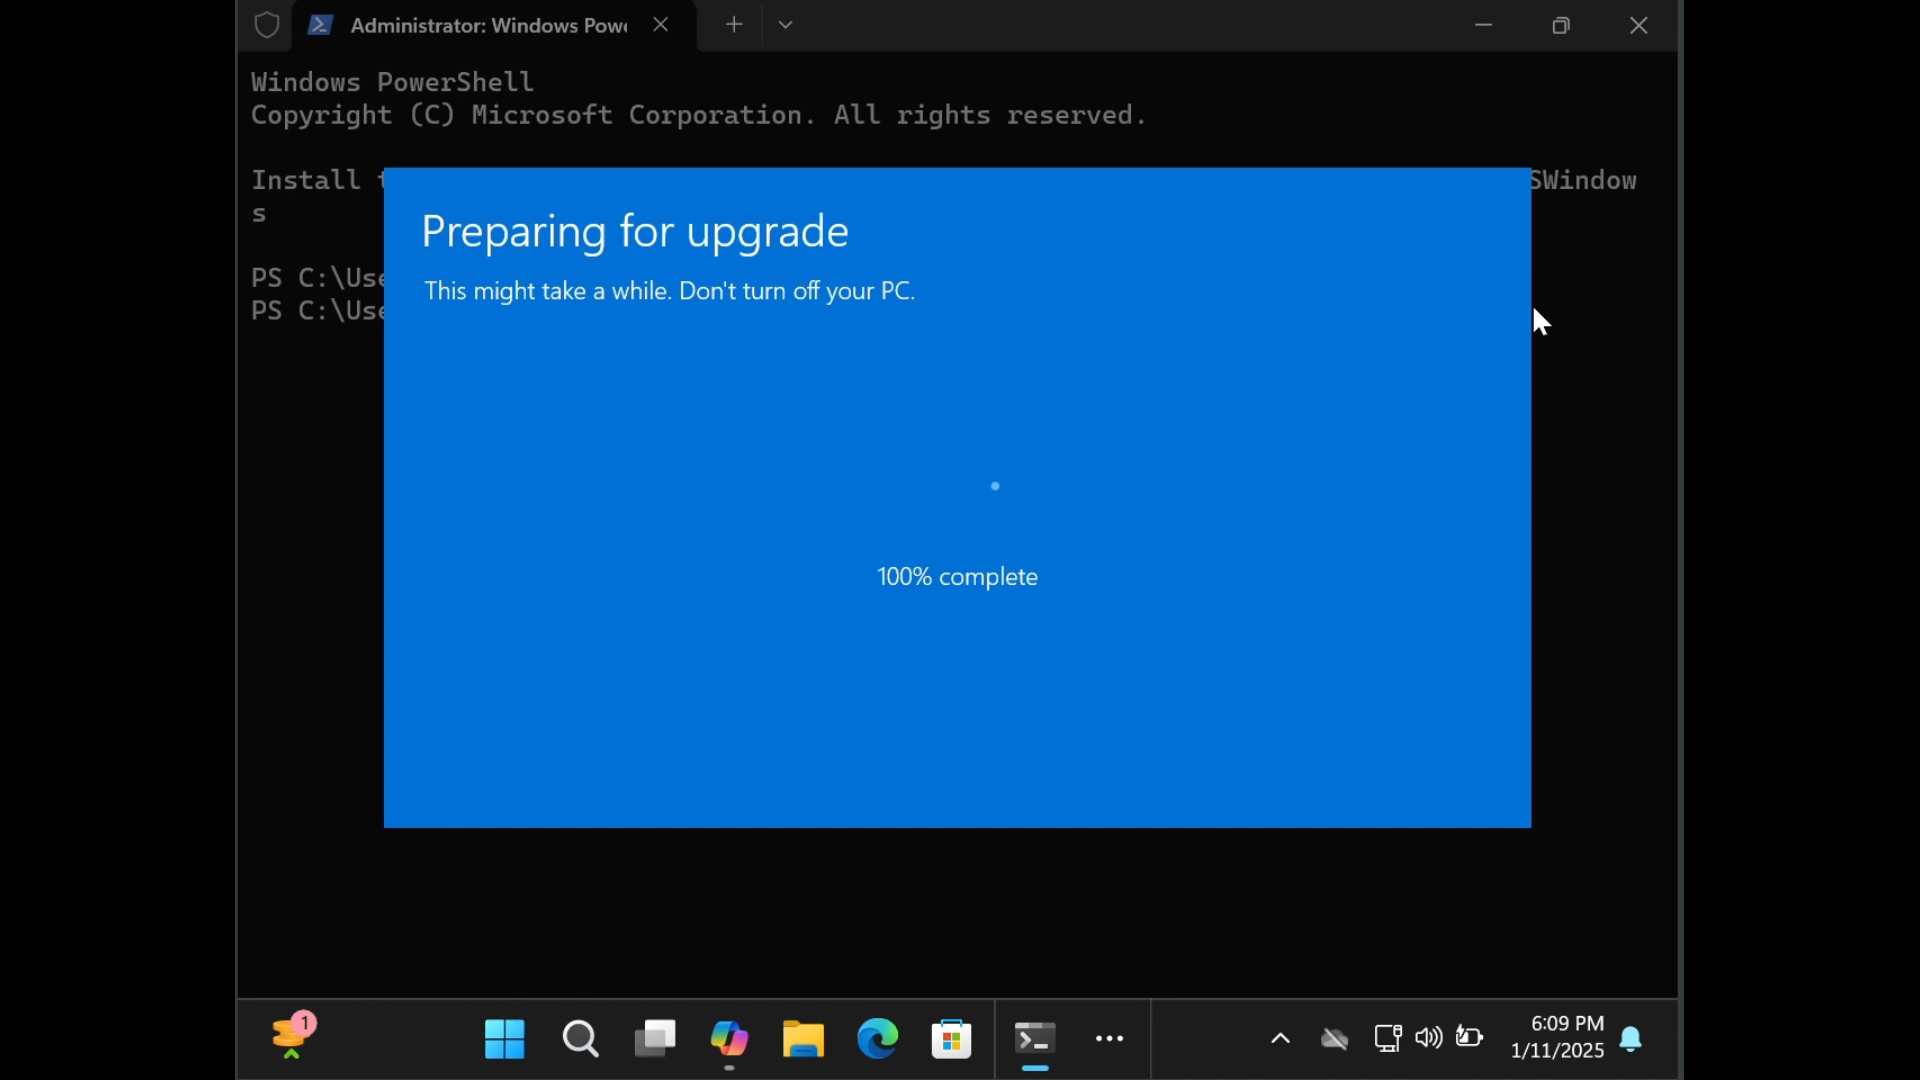 Administrator: Windows Powe
Windows PowerShell
Copyright (C) Microsoft Corporation. All rights reserved.
Install t
SWindow
s
PS C:\Use
PS C:\Use
Preparing for upgrade
This might take a while. Don't turn off your PC.
100% complete
1
6:09 PM
1/11/2025